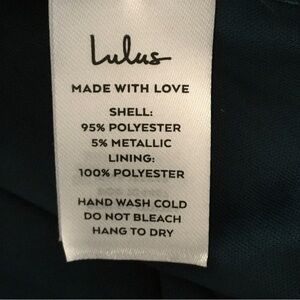 Lulus
MADE WITH LOVE
SHELL:
95% POLYESTER
5% METALLIC
LINING:
100% POLYESTER
HAND WASH COLD
DO NOT BLEACH
HANG TO DRY